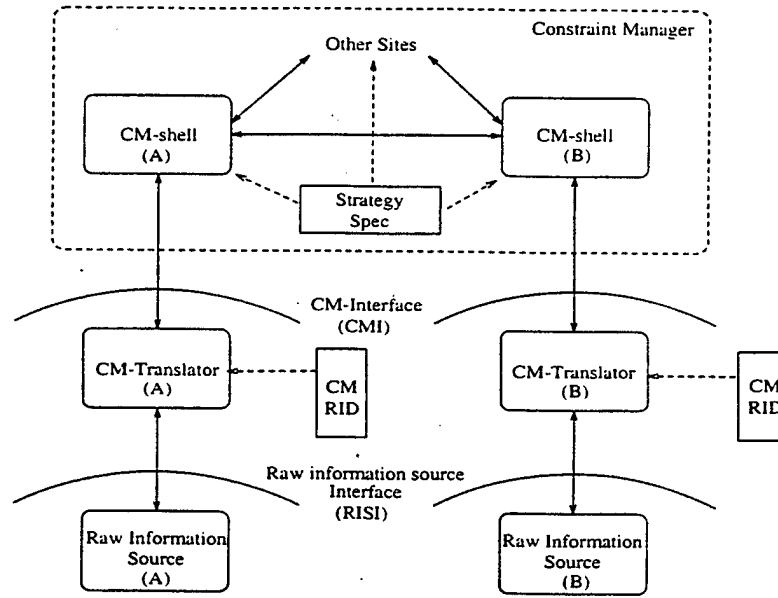 Constraint Manager
Other Sites
CM-shell
(A)
CM-shell
(B)
Strategy
Spec
CM-Interface
(CMI)
CM-Translator
(A)
CM
RID
CM-Translator
(B)
CM
RID
Raw information source
Interface
(RISI)
Raw Information
Source
(A)
Raw Information
Source
(B)